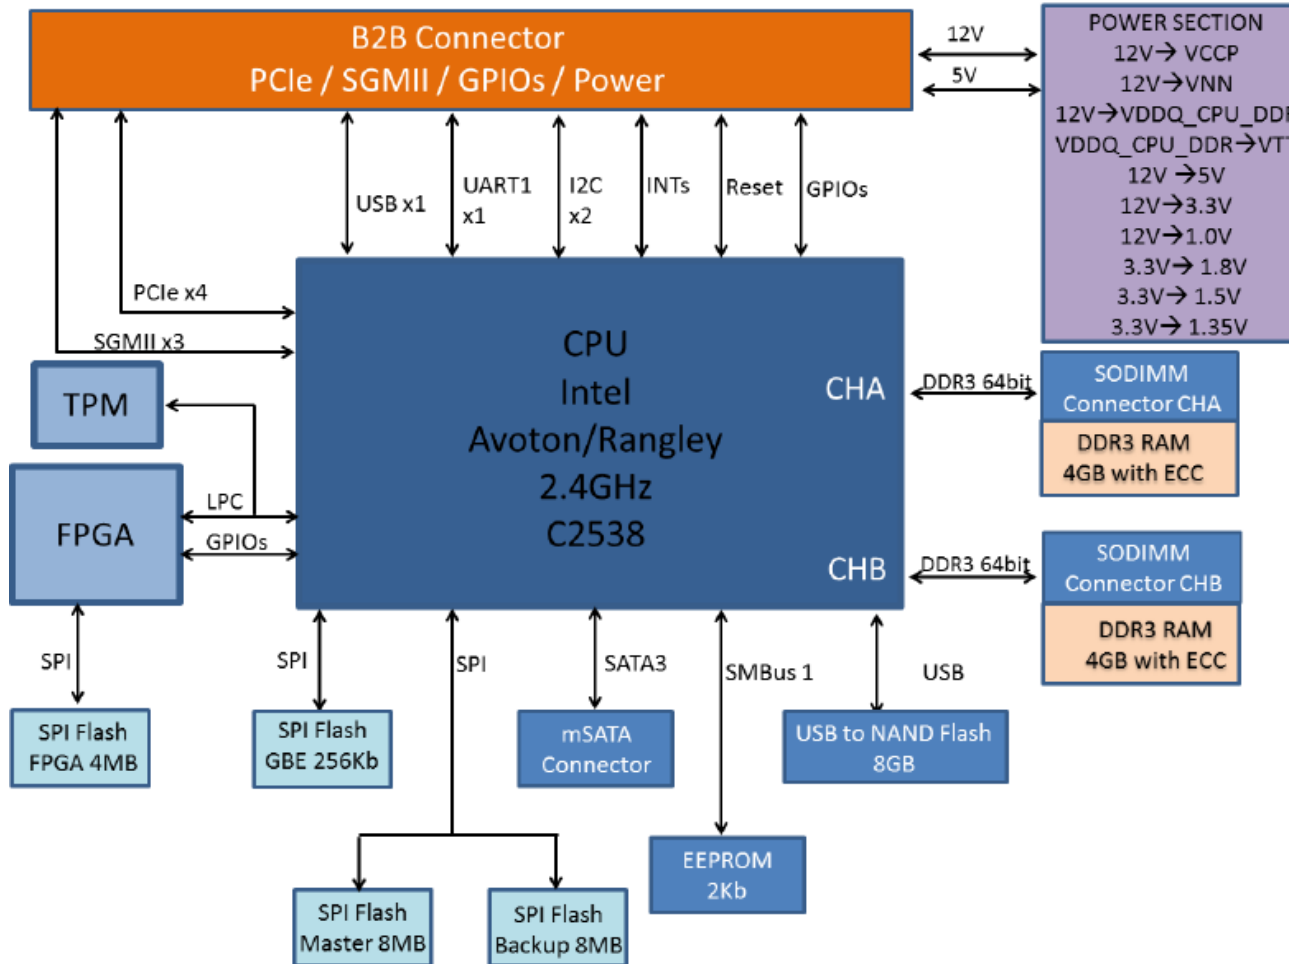 B2B Connector
PCIe / SGMII / GPIOs / Power
12V
5V
POWER SECTION
12V→ VCCP
12V→VNN
12V→VDDQ_CPU_DDR
VDDQ_CPU_DDR→VTT
12V →5V
12V→3.3V
12V→1.0V
3.3V→ 1.8V
3.3V→ 1.5V
3.3V→ 1.35V
USB x1
UART1
x1
I2C
x2
INTs
Reset
GPIOs
PCIe x4
SGMII x3
CPU
Intel
Avoton/Rangley
2.4GHz
C2538
CHA
CHB
TPM
FPGA
LPC
GPIOs
DDR3 64bit
SODIMM
Connector CHA
DDR3 RAM
4GB with ECC
DDR3 64bit
SODIMM
Connector CHB
DDR3 RAM
4GB with ECC
SPI
SPI
SPI
SATA3
SMBus 1
USB
SPI Flash
FPGA 4MB
SPI Flash
GBE 256Kb
mSATA
Connector
USB to NAND Flash
8GB
EEPROM
2Kb
SPI Flash
Master 8MB
SPI Flash
Backup 8MB